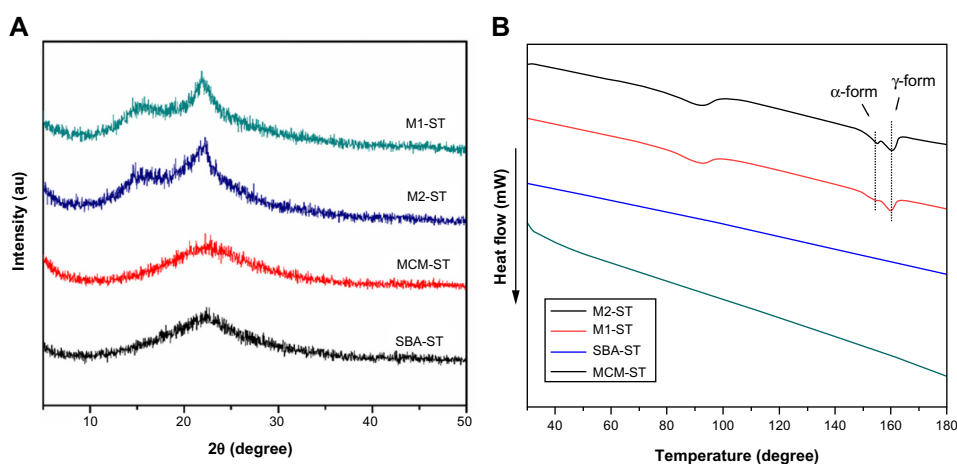 A
Intensity (au)
M1-ST
M2-ST
MCM-ST
SBA-ST
10 20 30 40 50
2θ (degree)
B
Heat flow (mW)
α-form
γ-form
M2-ST
M1-ST
SBA-ST
MCM-ST
40 60 80 100 120 140 160 180
Temperature (degree)